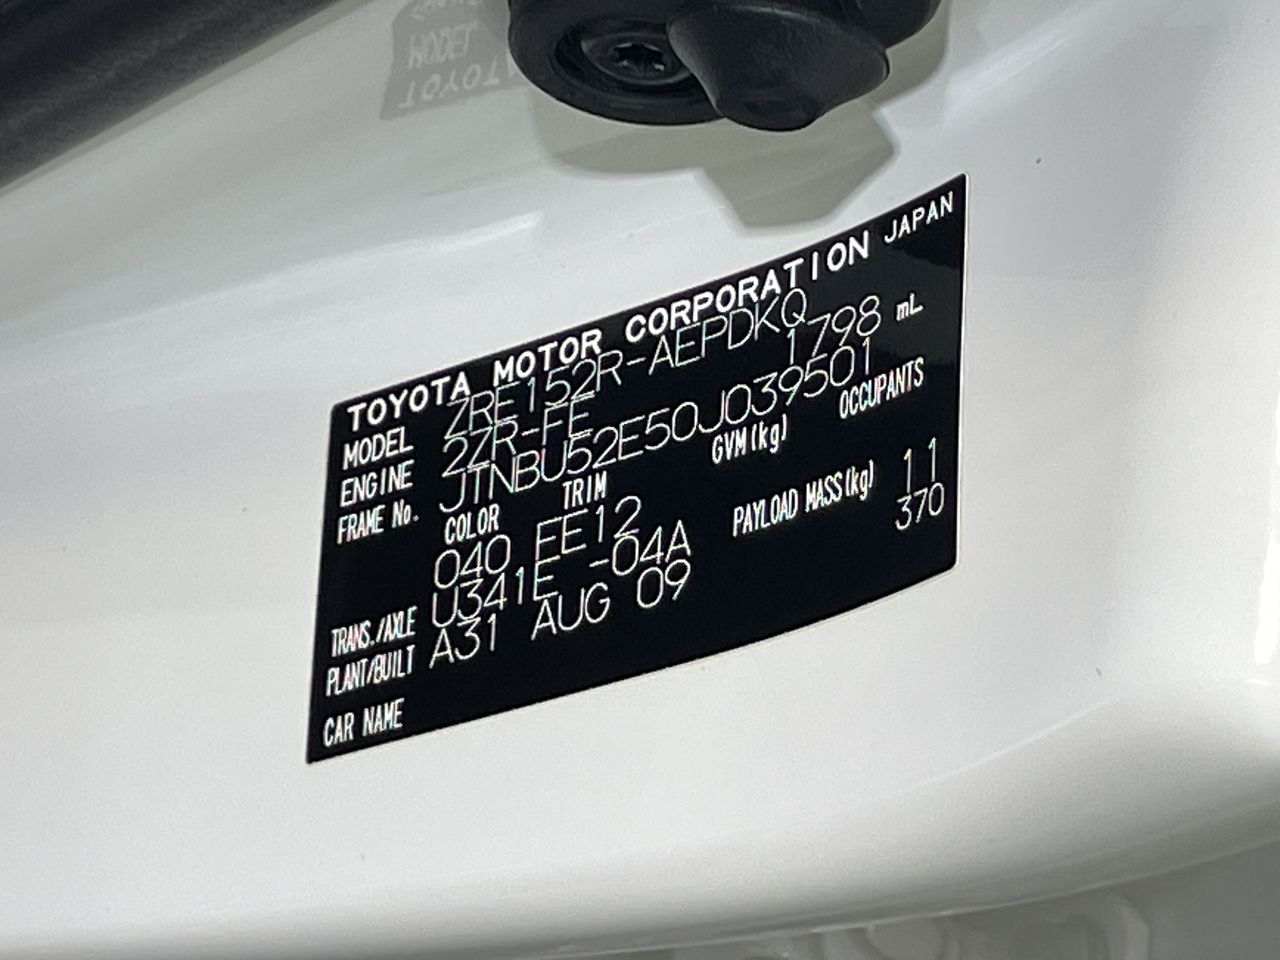 TOYOTA MOTOR CORPORATION JAPAN
MODEL ZRE152R-AEPDKQ
ENGINE 2ZR-FE 1798 mL
FRAME No. JTNBU52E50J039501
COLOR TRIM GVM(kg) OCCUPANTS
040 FE12 PAYLOAD MASS(kg) 11
TRANS./AXLE U341E -04A 370
PLANT/BUILT A31 AUG 09
CAR NAME